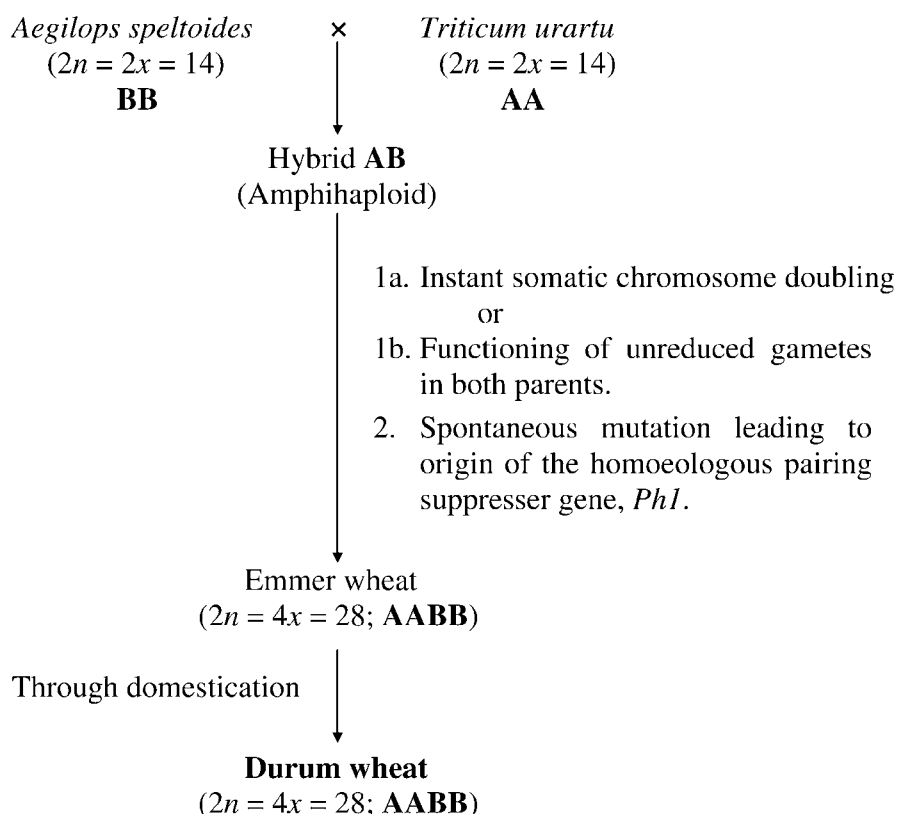 Aegilops speltoides × Triticum urartu
(2n = 2x = 14) (2n = 2x = 14)
BB AA
Hybrid AB
(Amphihaploid)
1a. Instant somatic chromosome doubling
or
1b. Functioning of unreduced gametes
in both parents.
2. Spontaneous mutation leading to
origin of the homoeologous pairing
suppresser gene, Ph1.
Emmer wheat
(2n = 4x = 28; AABB)
Through domestication
Durum wheat
(2n = 4x = 28; AABB)